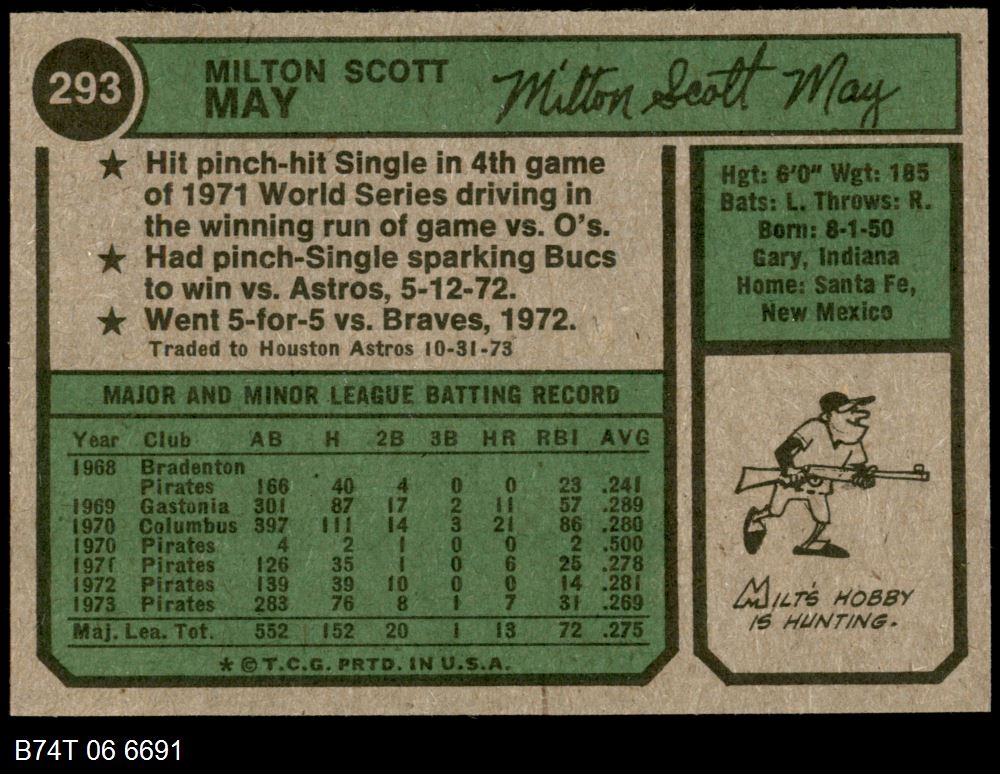 293
MILTON SCOTT
MAY
Milton Scott May
★ Hit pinch-hit Single in 4th game
of 1971 World Series driving in
the winning run of game vs. O's.
★ Had pinch-Single sparking Bucs
to win vs. Astros, 5-12-72.
★ Went 5-for-5 vs. Braves, 1972.
Traded to Houston Astros 10-31-73
Hgt: 6'0" Wgt: 185
Bats: L. Throws: R.
Born: 8-1-50
Gary, Indiana
Home: Santa Fe,
New Mexico
MAJOR AND MINOR LEAGUE BATTING RECORD
Year Club AB H 2B 3B HR RBI AVG
1968 Bradenton
Pirates 166 40 4 0 0 23 .241
1969 Gastonia 301 87 17 2 11 57 .289
1970 Columbus 397 111 14 3 21 86 .280
1970 Pirates 4 2 1 0 0 2 .500
1971 Pirates 126 35 1 0 6 25 .278
1972 Pirates 139 39 10 0 0 14 .281
1973 Pirates 283 76 8 1 7 31 .269
Maj. Lea. Tot. 552 152 20 1 13 72 .275
* © T.C.G. PRTD. IN U.S.A.
MILT'S HOBBY
IS HUNTING.
B74T 06 6691